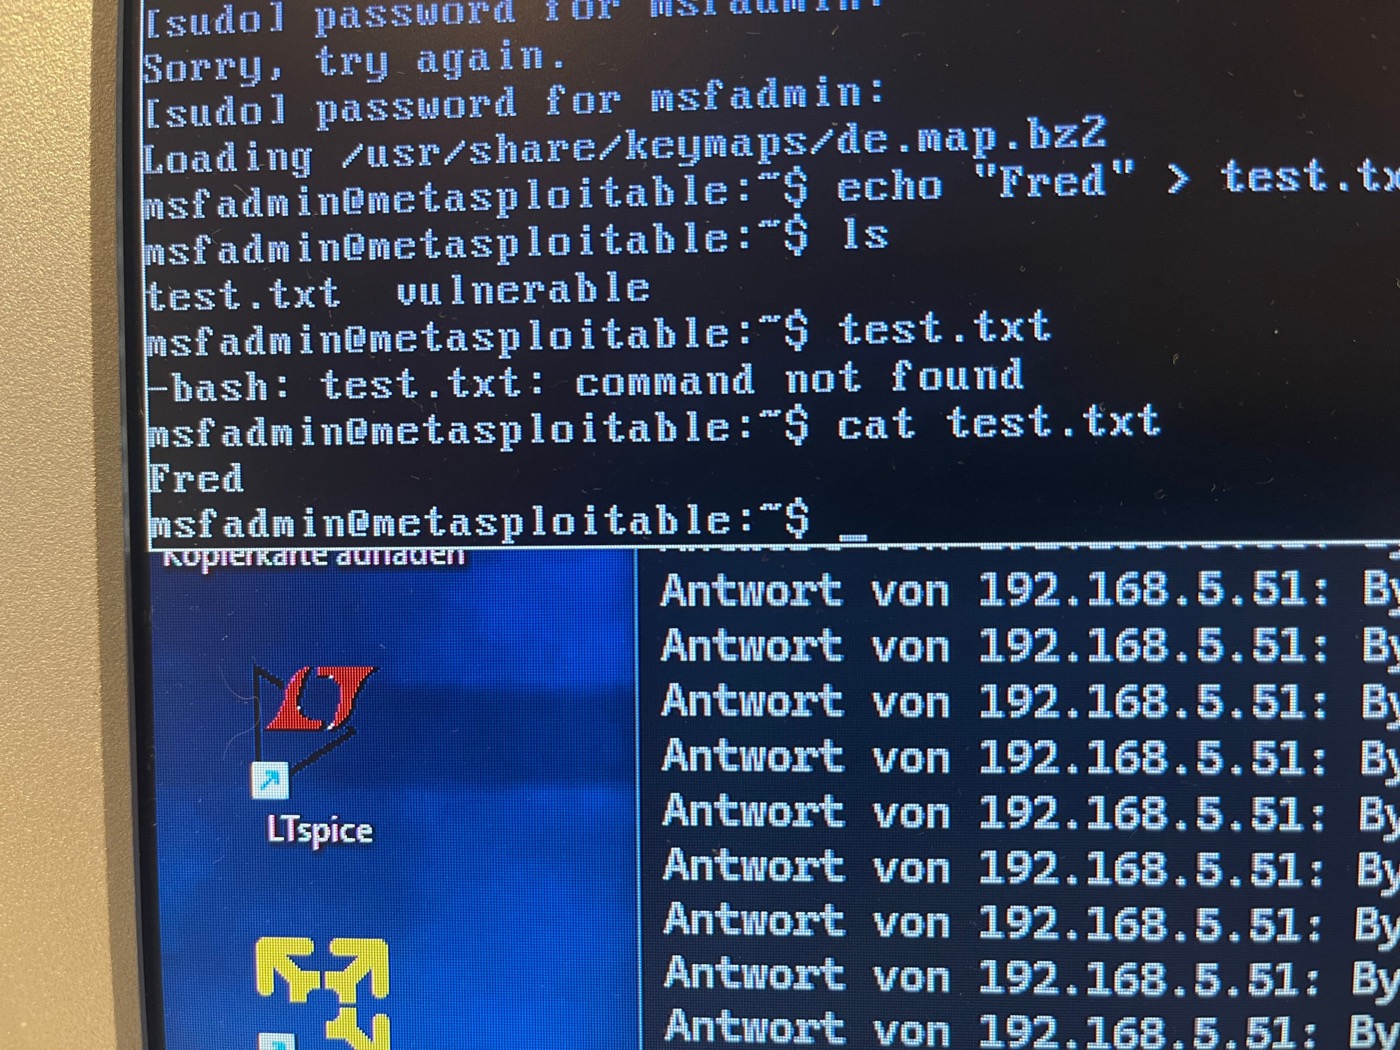 [sudo] password for msfadmin:
Sorry, try again.
[sudo] password for msfadmin:
Loading /usr/share/keymaps/de.map.bz2
msfadmin@metasploitable:~$ echo "Fred" > test.tx
msfadmin@metasploitable:~$ ls
test.txt vulnerable
msfadmin@metasploitable:~$ test.txt
-bash: test.txt: command not found
msfadmin@metasploitable:~$ cat test.txt
Fred
msfadmin@metasploitable:~$ _
Kopierkarte aufladen
LTspice
Antwort von 192.168.5.51: By
Antwort von 192.168.5.51: By
Antwort von 192.168.5.51: By
Antwort von 192.168.5.51: By
Antwort von 192.168.5.51: By
Antwort von 192.168.5.51: By
Antwort von 192.168.5.51: By
Antwort von 192.168.5.51: By
Antwort von 192.168.5.51: By